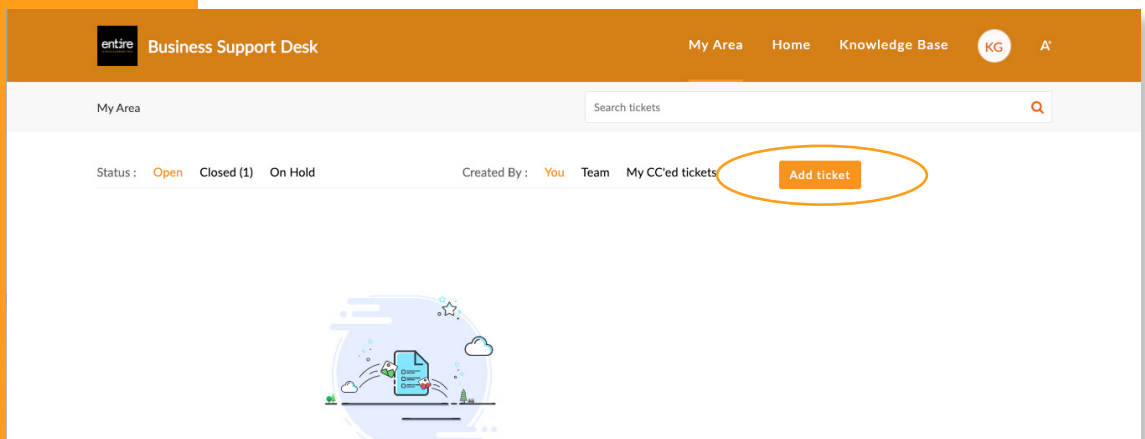 entire Business Support Desk My Area Home Knowledge Base KG A+
My Area Search tickets
Status : Open Closed (1) On Hold Created By : You Team My CC'ed tickets Add ticket